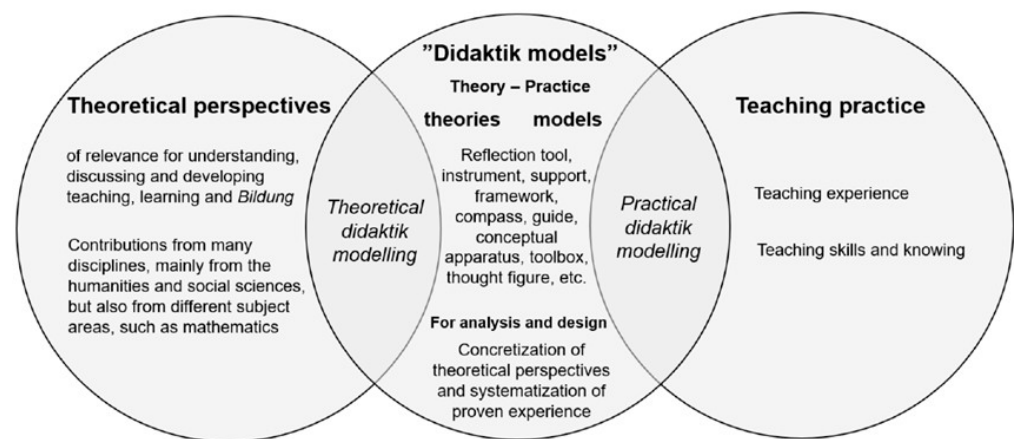 Theoretical perspectives
of relevance for understanding,
discussing and developing
teaching, learning and Bildung
Contributions from many
disciplines, mainly from the
humanities and social sciences,
but also from different subject
areas, such as mathematics
Theoretical
didaktik
modelling
”Didaktik models”
Theory – Practice
theories models
Reflection tool,
instrument, support,
framework,
compass, guide,
conceptual
apparatus, toolbox,
thought figure, etc.
For analysis and design
Concretization of
theoretical perspectives
and systematization of
proven experience
Practical
didaktik
modelling
Teaching practice
Teaching experience
Teaching skills and knowing